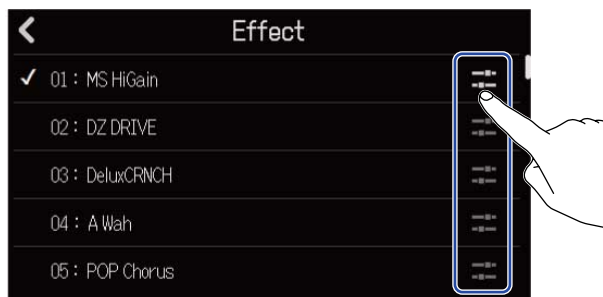 Effect
01 : MS HiGain
02 : DZ DRIVE
03 : DeluxCRNCH
04 : A Wah
05 : POP Chorus